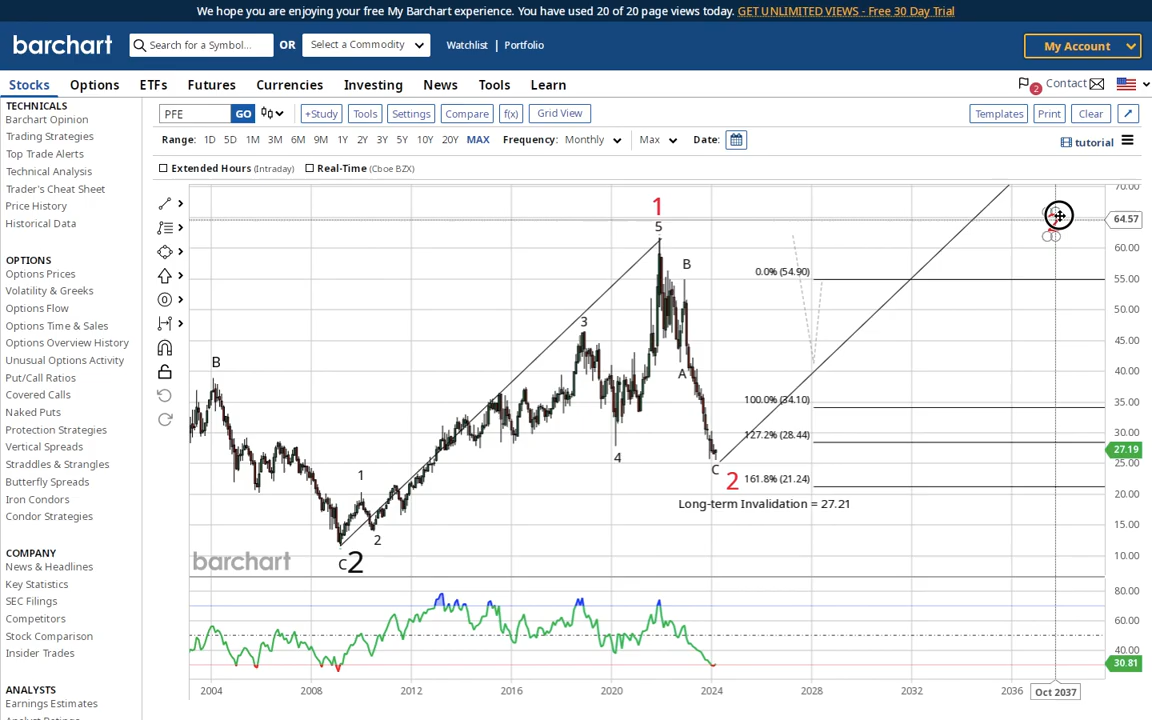 We hope you are enjoying your free My Barchart experience. You have used 20 of 20 page views today. GET UNLIMITED VIEWS - Free 30 Day Trial
barchart
Search for a Symbol...
OR
Select a Commodity
Watchlist | Portfolio
My Account
Stocks Options ETFs Futures Currencies Investing News Tools Learn
2
Contact
TECHNICALS
Barchart Opinion
Trading Strategies
Top Trade Alerts
Technical Analysis
Trader's Cheat Sheet
Price History
Historical Data
OPTIONS
Options Prices
Volatility & Greeks
Options Flow
Options Time & Sales
Options Overview History
Unusual Options Activity
Put/Call Ratios
Covered Calls
Naked Puts
Protection Strategies
Vertical Spreads
Straddles & Strangles
Butterfly Spreads
Iron Condors
Condor Strategies
COMPANY
News & Headlines
Key Statistics
SEC Filings
Competitors
Stock Comparison
Insider Trades
ANALYSTS
Earnings Estimates
Analyst Ratings
PFE GO +Study Tools Settings Compare f(x) Grid View
Templates Print Clear
Range: 1D 5D 1M 3M 6M 9M 1Y 2Y 3Y 5Y 10Y 20Y MAX Frequency: Monthly Max Date:
tutorial
Extended Hours (Intraday) Real-Time (Cboe BZX)
70.00
64.57
60.00
55.00
50.00
45.00
40.00
35.00
30.00
27.19
25.00
20.00
15.00
10.00
80.00
60.00
40.00
30.81
1
5
B
3
0.0% (54.90)
B
A
100.0% (34.10)
127.2% (28.44)
4
C
1
2 161.8% (21.24)
Long-term Invalidation = 27.21
2
C2
barchart
2004 2008 2012 2016 2020 2024 2028 2032 2036 Oct 2037